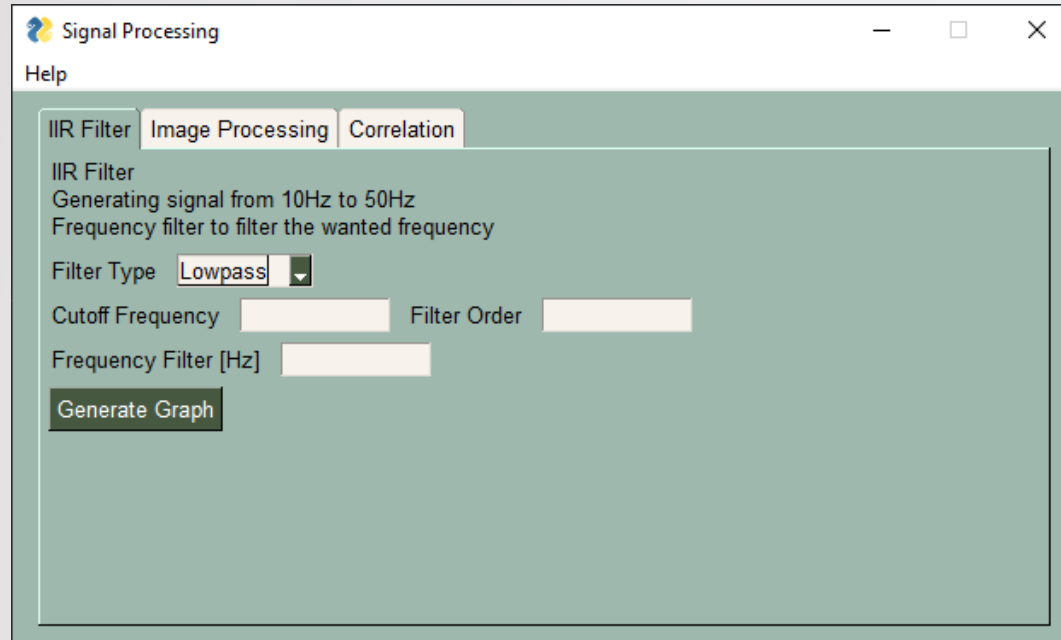 Signal Processing
Help
IIR Filter Image Processing Correlation
IIR Filter
Generating signal from 10Hz to 50Hz
Frequency filter to filter the wanted frequency
Filter Type Lowpass
Cutoff Frequency Filter Order
Frequency Filter [Hz]
Generate Graph